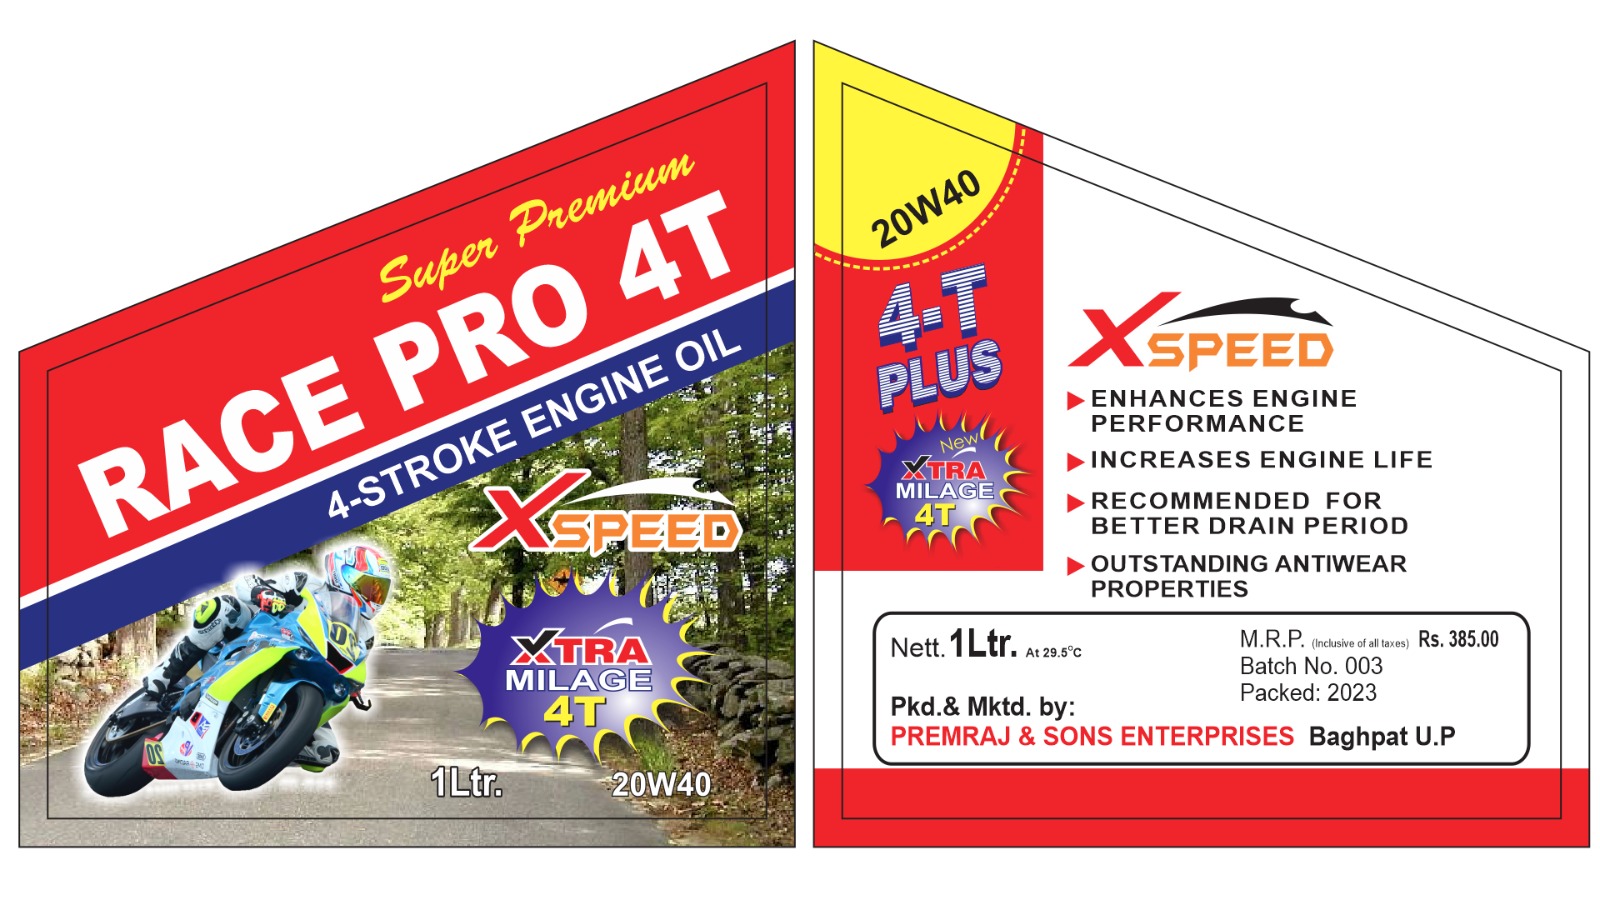 Super Premium
RACE PRO 4T
4-STROKE ENGINE OIL
XSPEED
XTRA
MILAGE
4T
1Ltr.
20W40
20W40
4-T
PLUS
New
XTRA
MILAGE
4T
XSPEED
ENHANCES ENGINE
PERFORMANCE
INCREASES ENGINE LIFE
RECOMMENDED FOR
BETTER DRAIN PERIOD
OUTSTANDING ANTIWEAR
PROPERTIES
Nett. 1Ltr. At 29.5°C
M.R.P. (Inclusive of all taxes) Rs. 385.00
Batch No. 003
Packed: 2023
Pkd.& Mktd. by:
PREMRAJ & SONS ENTERPRISES Baghpat U.P